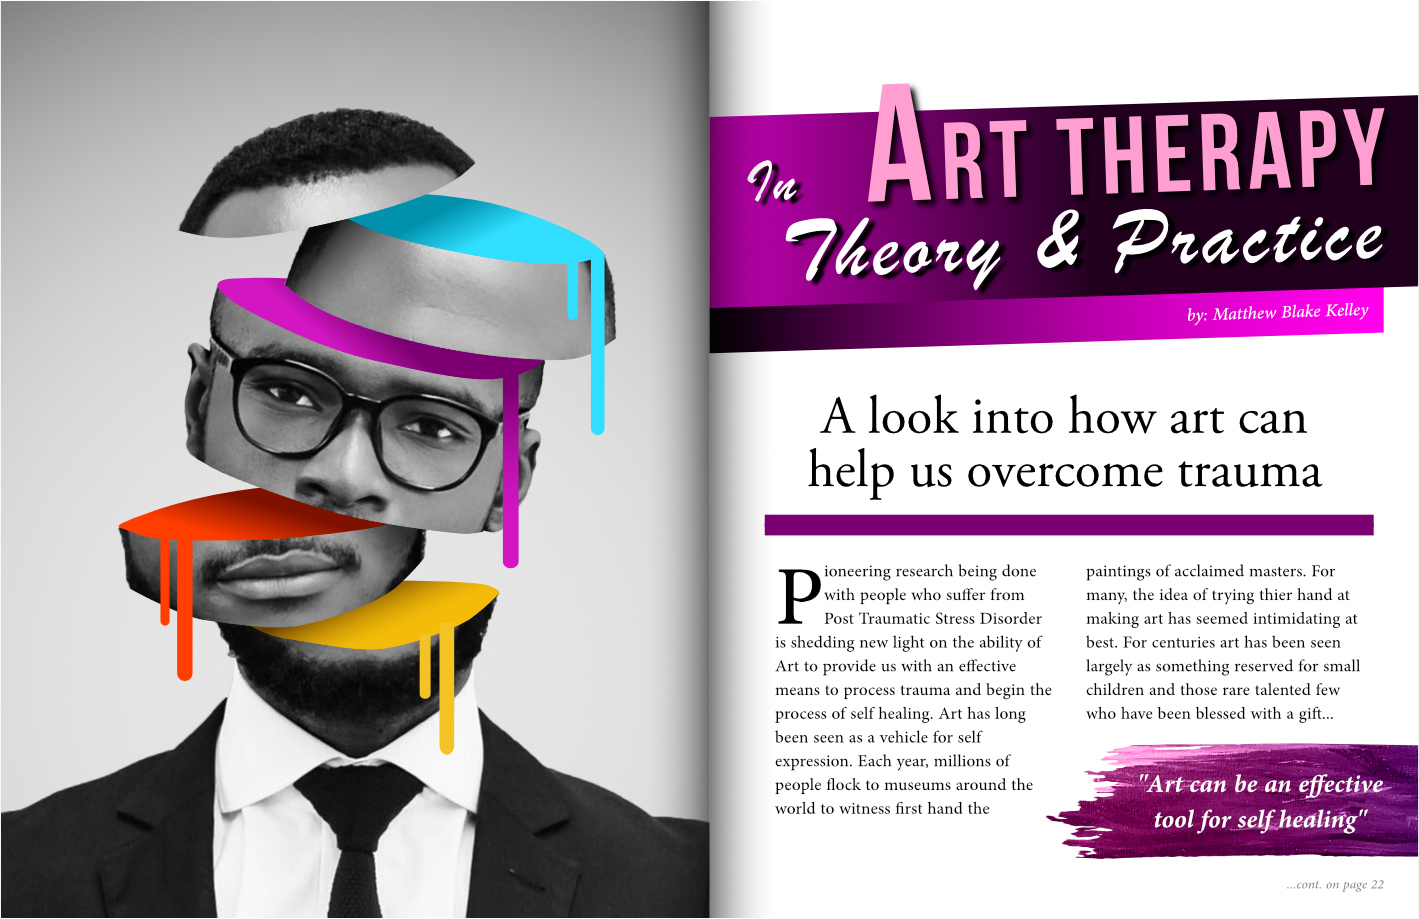 In ART THERAPY
Theory & Practice
by: Matthew Blake Kelley
A look into how art can
help us overcome trauma
Pioneering research being done
with people who suffer from
Post Traumatic Stress Disorder
is shedding new light on the ability of
Art to provide us with an effective
means to process trauma and begin the
process of self healing. Art has long
been seen as a vehicle for self
expression. Each year, millions of
people flock to museums around the
world to witness first hand the
paintings of acclaimed masters. For
many, the idea of trying thier hand at
making art has seemed intimidating at
best. For centuries art has been seen
largely as something reserved for small
children and those rare talented few
who have been blessed with a gift...
"Art can be an effective
tool for self healing"
...cont. on page 22